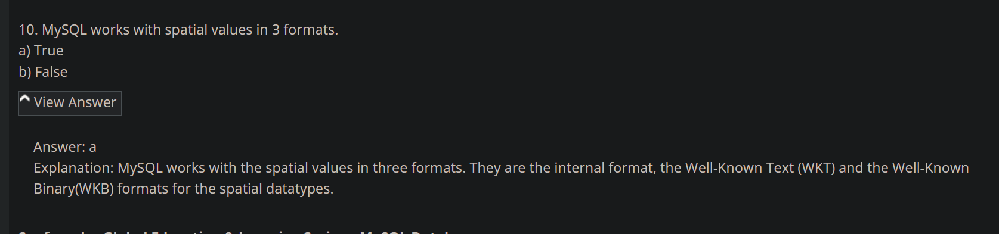 10. MySQL works with spatial values in 3 formats.
a) True
b) False
View Answer
Answer: a
Explanation: MySQL works with the spatial values in three formats. They are the internal format, the Well-Known Text (WKT) and the Well-Known
Binary(WKB) formats for the spatial datatypes.